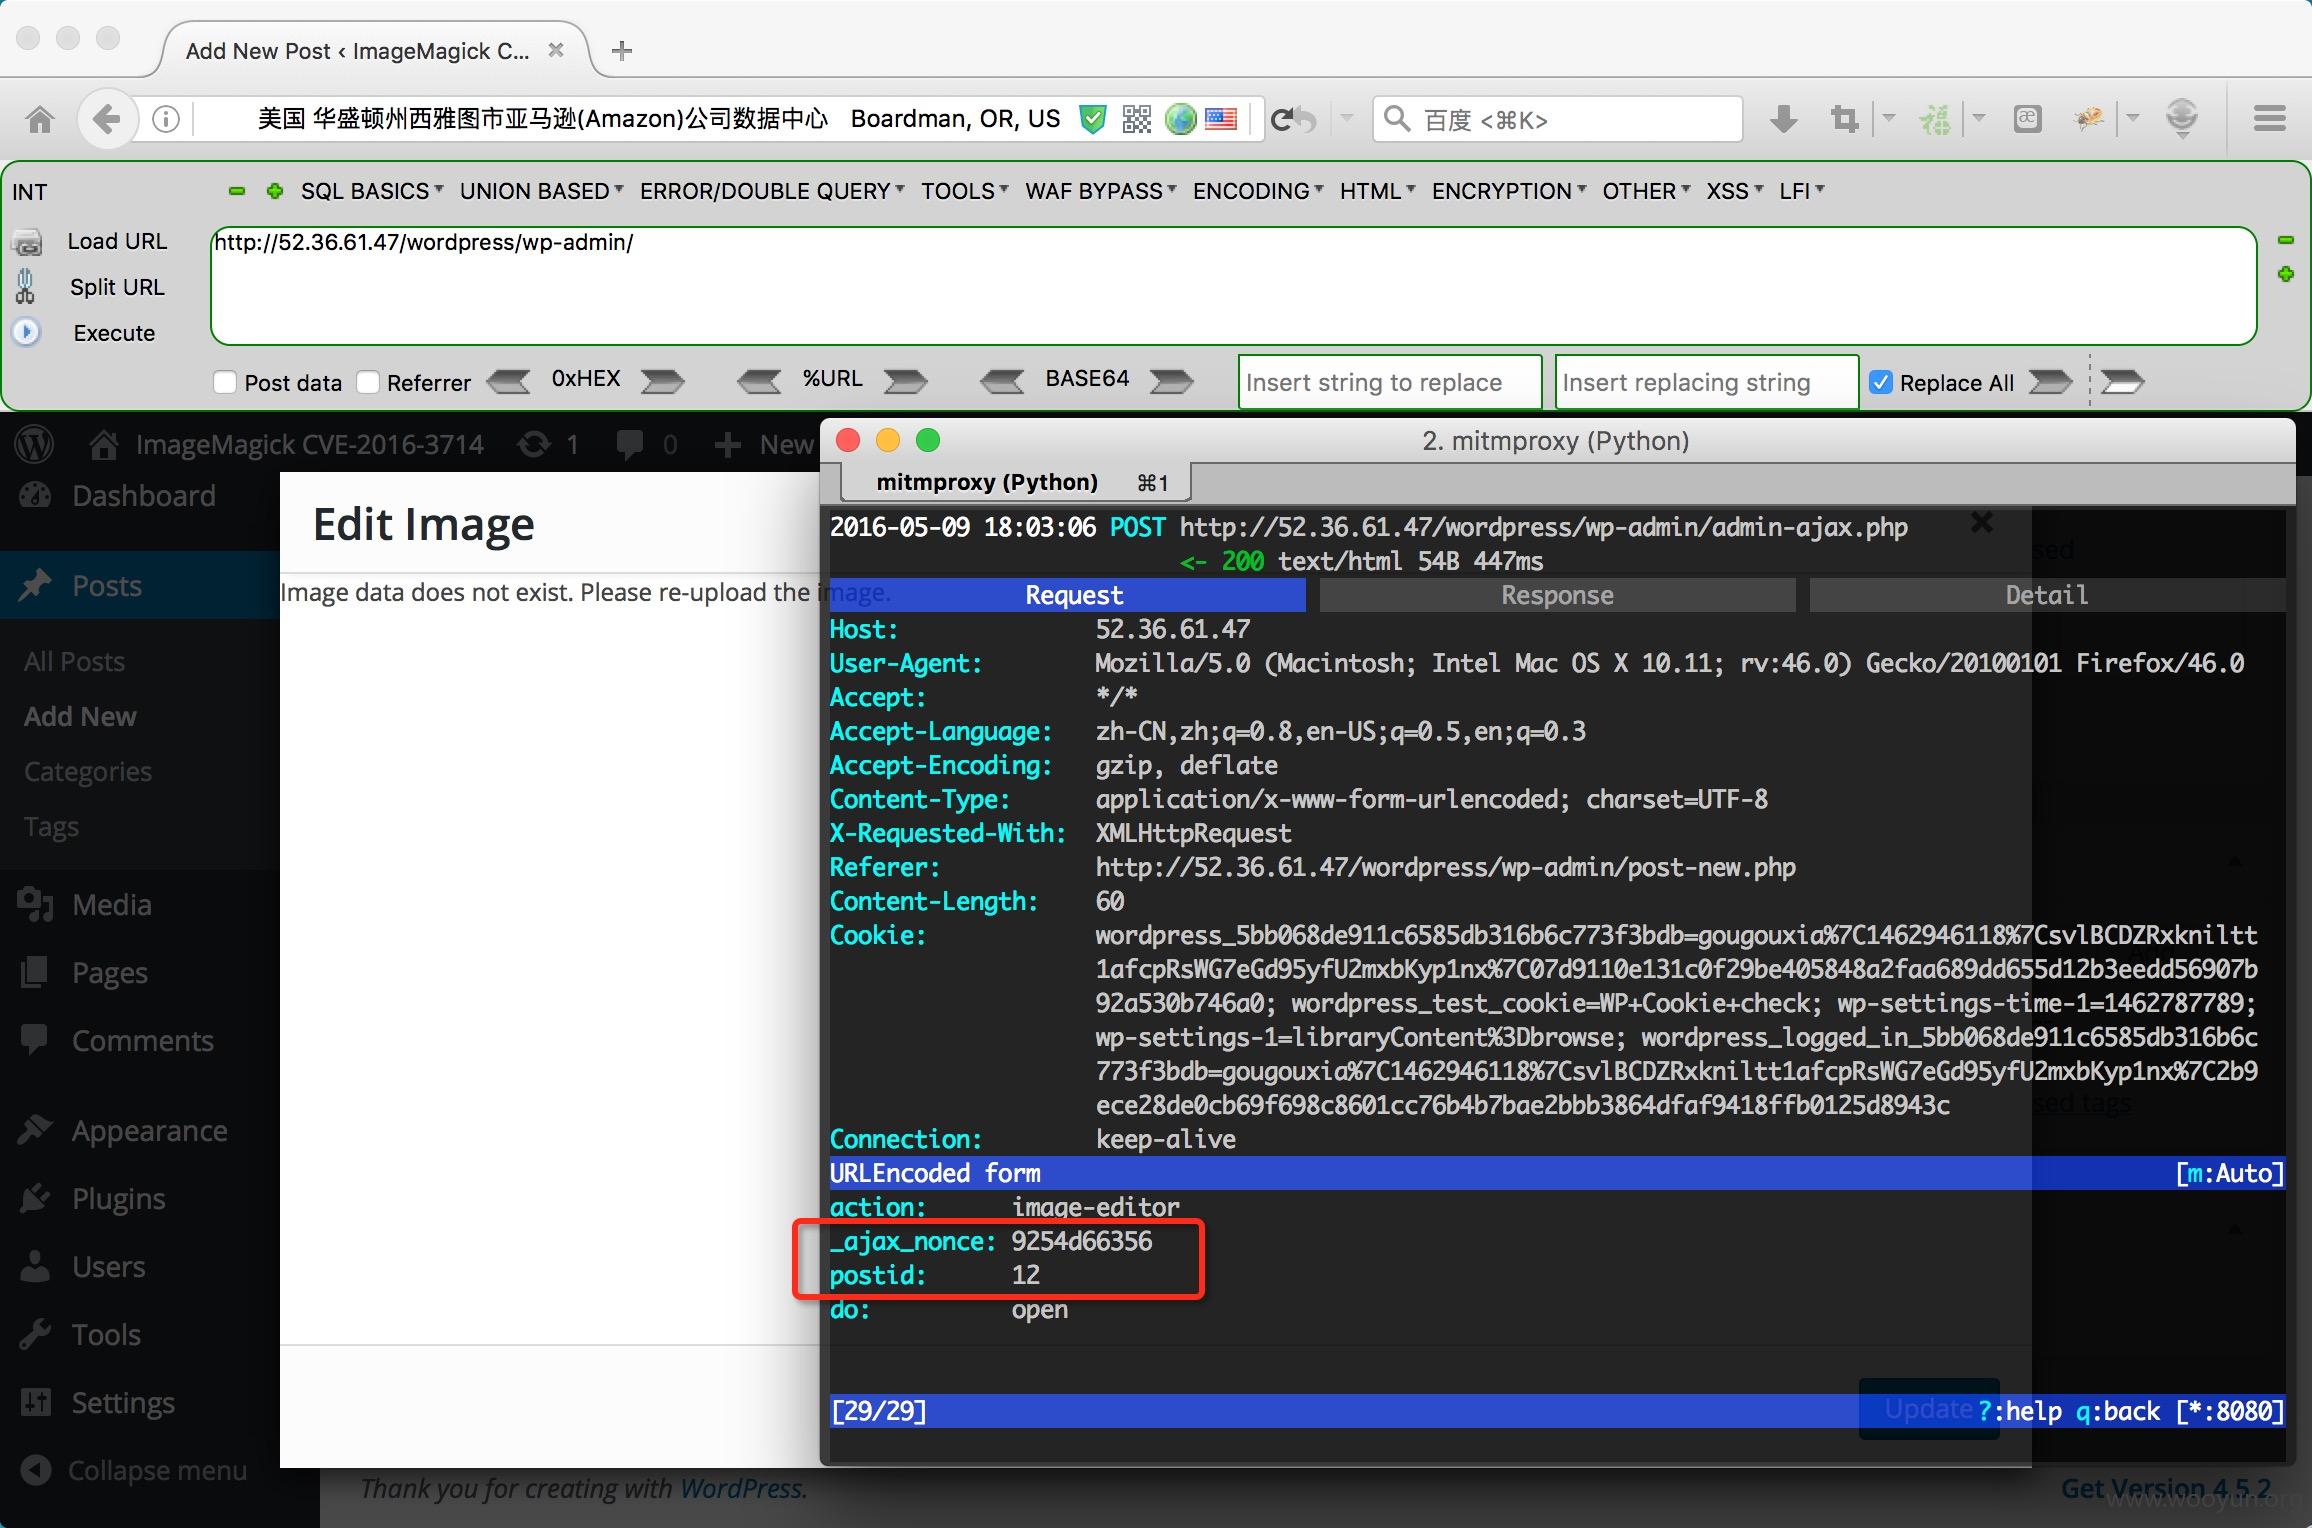 Add New Post ‹ ImageMagick C...
美国 华盛顿州西雅图市亚马逊(Amazon)公司数据中心 Boardman, OR, US
百度 <⌘K>
INT
SQL BASICS UNION BASED ERROR/DOUBLE QUERY TOOLS WAF BYPASS ENCODING HTML ENCRYPTION OTHER XSS LFI
Load URL
http://52.36.61.47/wordpress/wp-admin/
Split URL
Execute
Post data Referrer 0xHEX %URL BASE64 Insert string to replace Insert replacing string Replace All
ImageMagick CVE-2016-3714 1 0 New
Dashboard
Posts
All Posts
Add New
Categories
Tags
Media
Pages
Comments
Appearance
Plugins
Users
Tools
Settings
Collapse menu
Edit Image
Image data does not exist. Please re-upload the image.
2. mitmproxy (Python)
mitmproxy (Python) ⌘1
2016-05-09 18:03:06 POST http://52.36.61.47/wordpress/wp-admin/admin-ajax.php
<- 200 text/html 54B 447ms
Request Response Detail
Host: 52.36.61.47
User-Agent: Mozilla/5.0 (Macintosh; Intel Mac OS X 10.11; rv:46.0) Gecko/20100101 Firefox/46.0
Accept: */*
Accept-Language: zh-CN,zh;q=0.8,en-US;q=0.5,en;q=0.3
Accept-Encoding: gzip, deflate
Content-Type: application/x-www-form-urlencoded; charset=UTF-8
X-Requested-With: XMLHttpRequest
Referer: http://52.36.61.47/wordpress/wp-admin/post-new.php
Content-Length: 60
Cookie: wordpress_5bb068de911c6585db316b6c773f3bdb=gougouxia%7C1462946118%7CsvlBCDZRxkniltt
1afcpRsWG7eGd95yfU2mxbKyp1nx%7C07d9110e131c0f29be405848a2faa689dd655d12b3eedd56907b
92a530b746a0; wordpress_test_cookie=WP+Cookie+check; wp-settings-time-1=1462787789;
wp-settings-1=libraryContent%3Dbrowse; wordpress_logged_in_5bb068de911c6585db316b6c
773f3bdb=gougouxia%7C1462946118%7CsvlBCDZRxkniltt1afcpRsWG7eGd95yfU2mxbKyp1nx%7C2b9
ece28de0cb69f698c8601cc76b4b7bae2bbb3864dfaf9418ffb0125d8943c
Connection: keep-alive
URLEncoded form [m:Auto]
action: image-editor
_ajax_nonce: 9254d66356
postid: 12
do: open
Update
[29/29] ?:help q:back [*:8080]
Thank you for creating with WordPress.
Get Version 4.5.2
www.wooyun.org